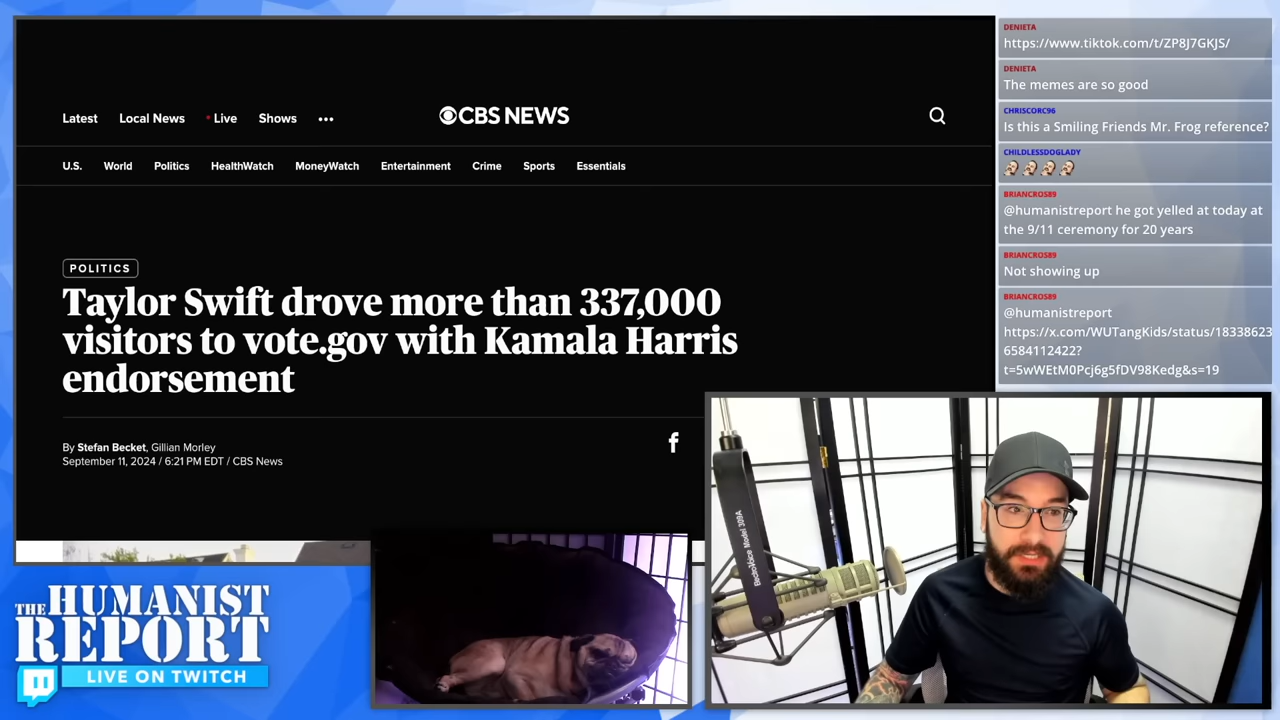 Latest Local News Live Shows •••
CBS NEWS
U.S. World Politics HealthWatch MoneyWatch Entertainment Crime Sports Essentials
POLITICS
Taylor Swift drove more than 337,000
visitors to vote.gov with Kamala Harris
endorsement
By Stefan Becket, Gillian Morley
September 11, 2024 / 6:21 PM EDT / CBS News
f
DENIETA
https://www.tiktok.com/t/ZP8J7GKJS/
DENIETA
The memes are so good
CHRISCORC96
Is this a Smiling Friends Mr. Frog reference?
CHILDLESSDOGLADY
BRIANCROS89
@humanistreport he got yelled at today at
the 9/11 ceremony for 20 years
BRIANCROS89
Not showing up
BRIANCROS89
@humanistreport
https://x.com/WUTangKids/status/18338623
6584112422?
t=5wWEtM0Pcj6g5fDV98Kedg&s=19
THE HUMANIST
REPORT
LIVE ON TWITCH
Model 309A